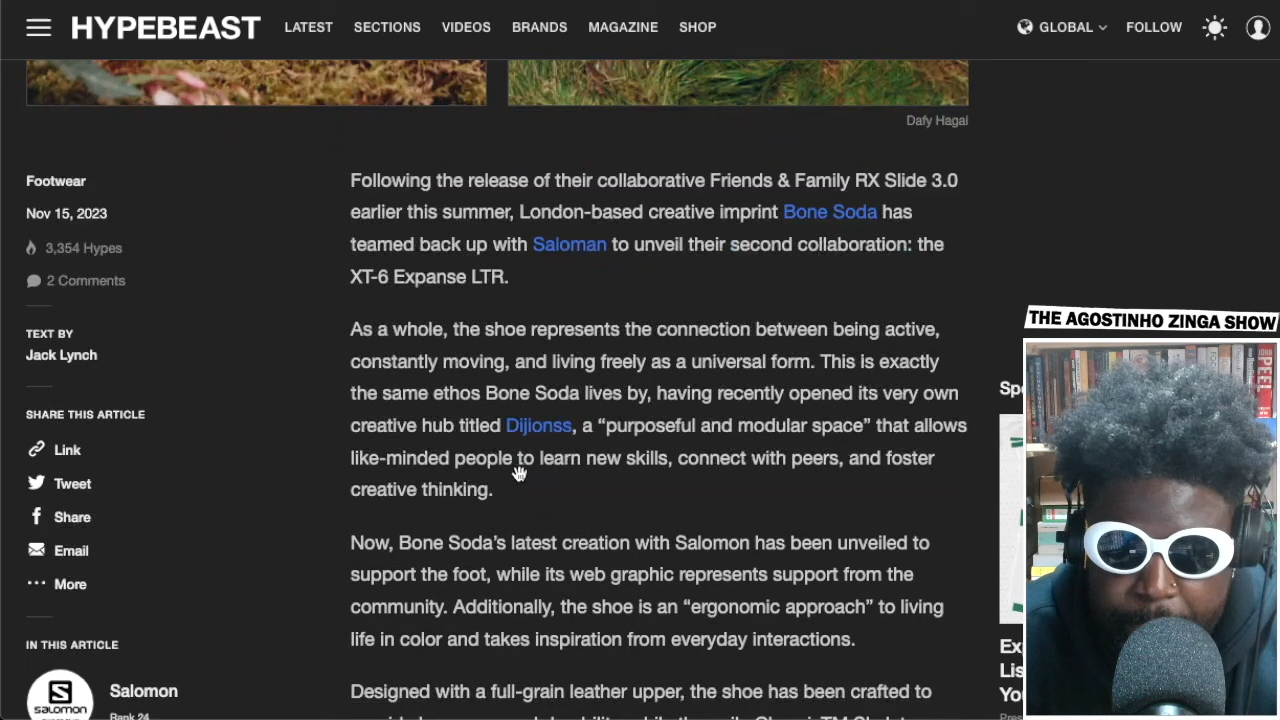 HYPEBEAST LATEST SECTIONS VIDEOS BRANDS MAGAZINE SHOP GLOBAL FOLLOW
Dafy Hagai
Footwear
Nov 15, 2023
3,354 Hypes
2 Comments
TEXT BY
Jack Lynch
SHARE THIS ARTICLE
Link
Tweet
Share
Email
More
IN THIS ARTICLE
SALOMON
Salomon
Rank 24
Following the release of their collaborative Friends & Family RX Slide 3.0
earlier this summer, London-based creative imprint Bone Soda has
teamed back up with Saloman to unveil their second collaboration: the
XT-6 Expanse LTR.
As a whole, the shoe represents the connection between being active,
constantly moving, and living freely as a universal form. This is exactly
the same ethos Bone Soda lives by, having recently opened its very own
creative hub titled Dijionss, a “purposeful and modular space” that allows
like-minded people to learn new skills, connect with peers, and foster
creative thinking.
Now, Bone Soda’s latest creation with Salomon has been unveiled to
support the foot, while its web graphic represents support from the
community. Additionally, the shoe is an “ergonomic approach” to living
life in color and takes inspiration from everyday interactions.
Designed with a full-grain leather upper, the shoe has been crafted to
THE AGOSTINHO ZINGA SHOW